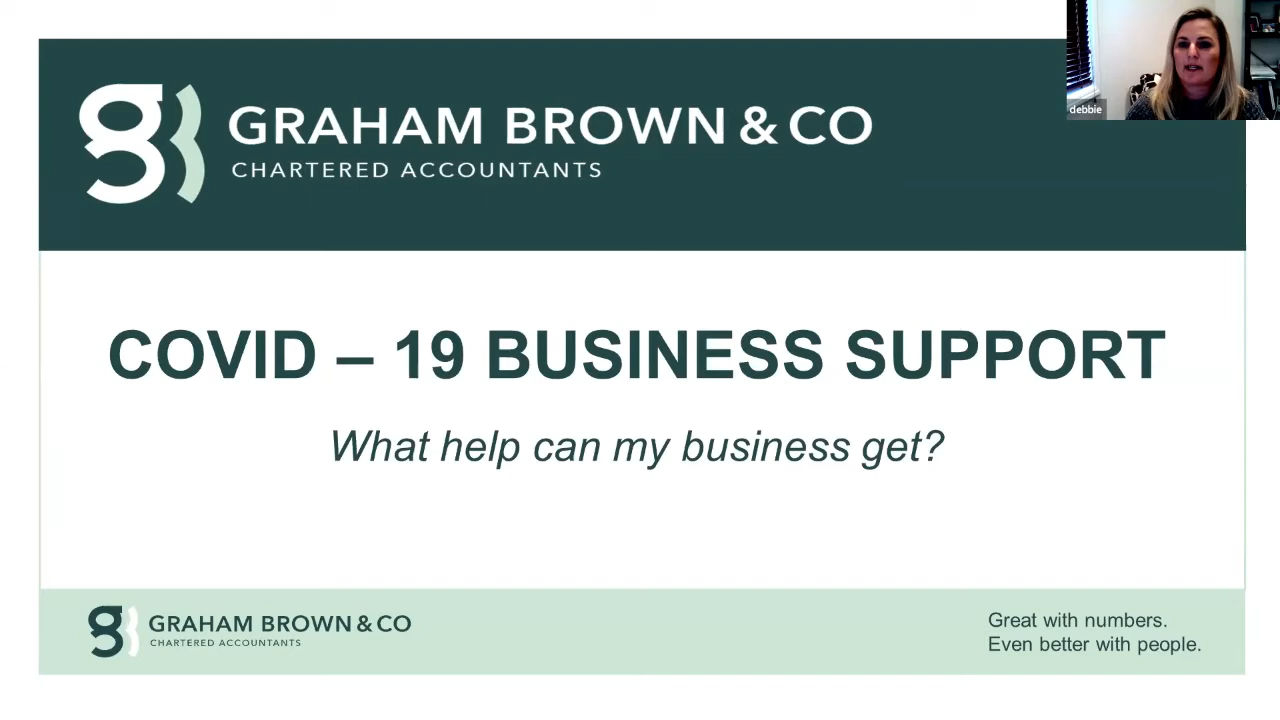 debbie
GRAHAM BROWN & CO
CHARTERED ACCOUNTANTS
COVID – 19 BUSINESS SUPPORT
What help can my business get?
GRAHAM BROWN & CO
CHARTERED ACCOUNTANTS
Great with numbers.
Even better with people.